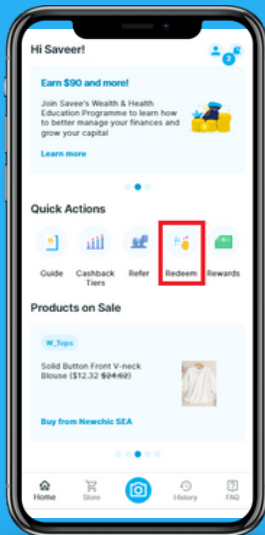 Hi Saveer!
2
Earn $90 and more!
Join Savee's Wealth & Health
Education Programme to learn how
to better manage your finances and
grow your capital
Learn more
Quick Actions
Guide Cashback Tiers Refer Redeem Rewards
Products on Sale
W_Tops
Solid Button Front V-neck
Blouse ($12.32 $24.62)
Buy from Newchic SEA
Home Store History FAQ